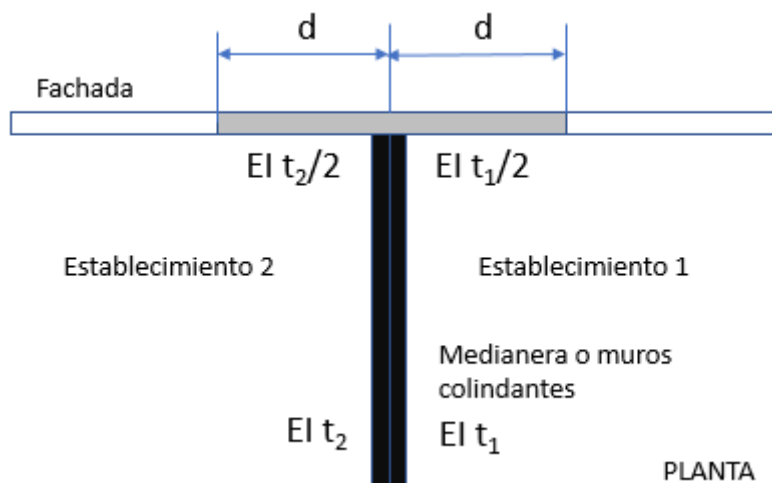 d d
Fachada
EI t₂/2 EI t₁/2
Establecimiento 2 Establecimiento 1
Medianera o muros
colindantes
EI t₂ EI t₁
PLANTA